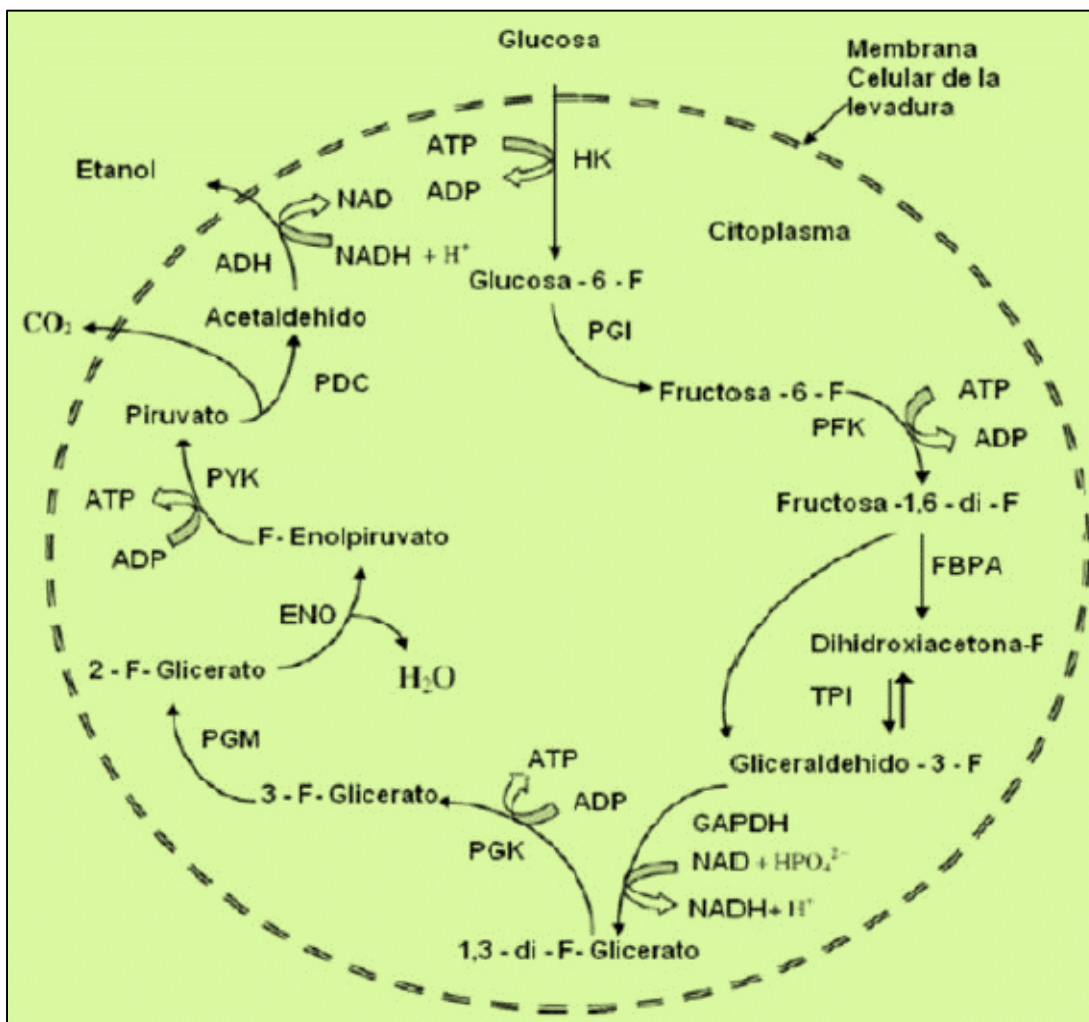 Glucosa
Membrana
Celular de la
levadura
ATP
HK
ADP
Etanol
NAD
NADH + H⁺
ADH
Citoplasma
Glucosa - 6 - F
CO₂
Acetaldehido
PGI
PDC
Fructosa - 6 - F
ATP
PFK
ADP
Piruvato
PYK
ATP
ADP
F- Enolpiruvato
Fructosa -1,6 - di - F
FBPA
ENO
H₂O
2 - F- Glicerato
Dihidroxiacetona-F
TPI
PGM
Gliceraldehido - 3 - F
ATP
ADP
3 - F- Glicerato
PGK
GAPDH
NAD + HPO₄²⁻
NADH+ H⁺
1,3 - di - F- Glicerato